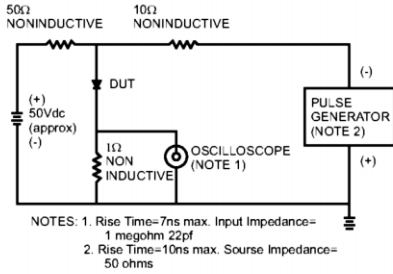 50Ω
NONINDUCTIVE
10Ω
NONINDUCTIVE
(+)
50Vdc
(approx)
(-)
DUT
1Ω
NON
INDUCTIVE
OSCILLOSCOPE
(NOTE 1)
(-)
PULSE
GENERATOR
(NOTE 2)
(+)
NOTES: 1. Rise Time=7ns max. Input Impedance=
1 megohm 22pf
2. Rise Time=10ns max. Sourse Impedance=
50 ohms